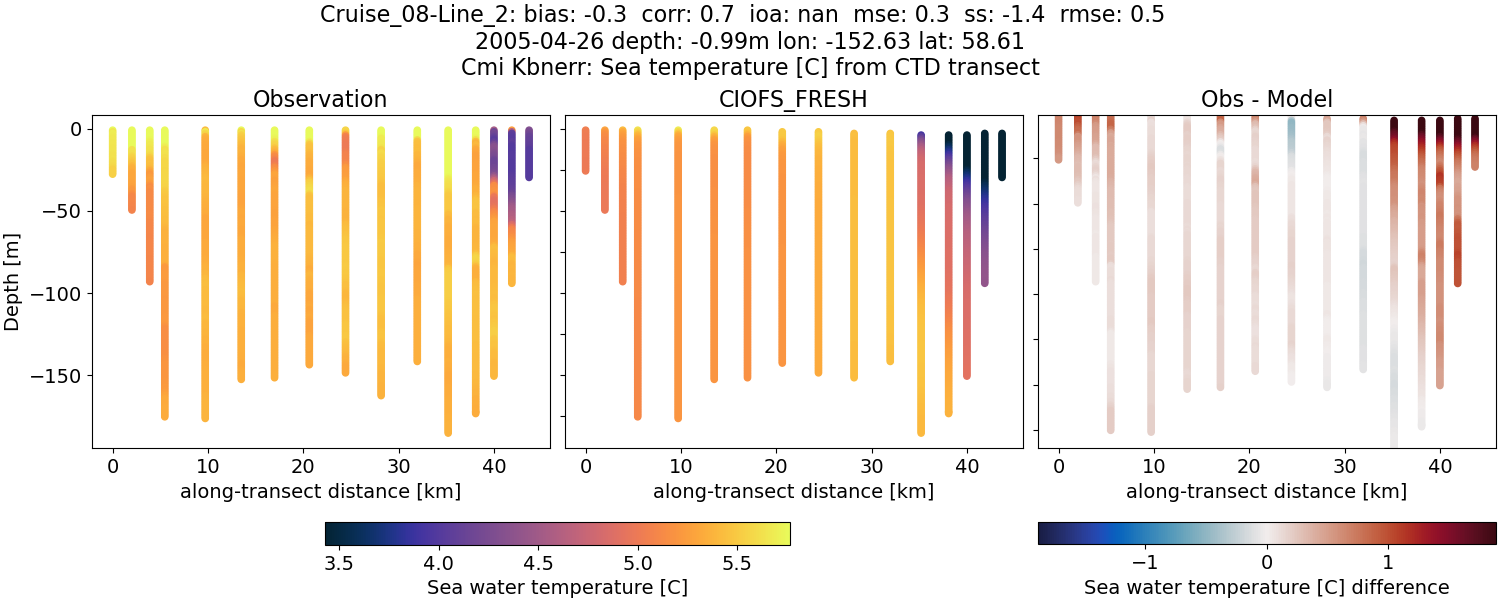 Cruise_08-Line_2: bias: -0.3  corr: 0.7  ioa: nan  mse: 0.3  ss: -1.4  rmse: 0.5
2005-04-26 depth: -0.99m lon: -152.63 lat: 58.61
Cmi Kbnerr: Sea temperature [C] from CTD transect
Observation
CIOFS_FRESH
Obs - Model
Depth [m]
0
−50
−100
−150
0 10 20 30 40
0 10 20 30 40
0 10 20 30 40
along-transect distance [km]
along-transect distance [km]
along-transect distance [km]
3.5 4.0 4.5 5.0 5.5
Sea water temperature [C]
−1 0 1
Sea water temperature [C] difference